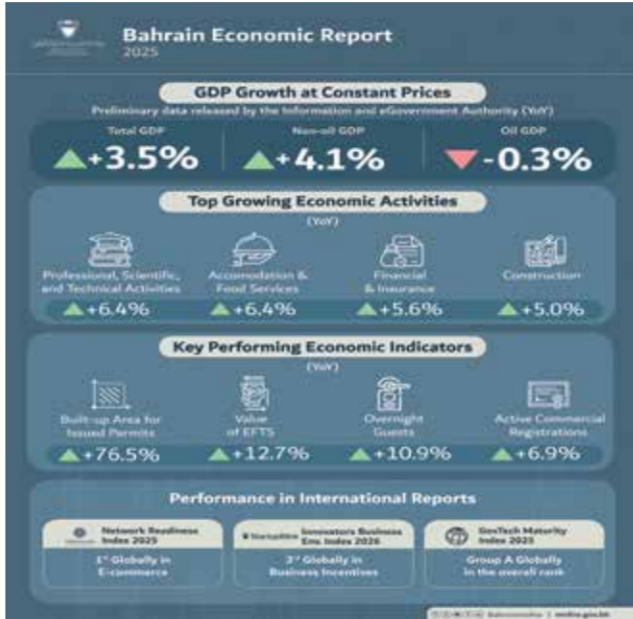 Bahrain Economic Report
2025
GDP Growth at Constant Prices
Preliminary data released by the Information and eGovernment Authority (YoY)
Total GDP
+3.5%
Non-oil GDP
+4.1%
Oil GDP
-0.3%
Top Growing Economic Activities
(YoY)
Professional, Scientific,
and Technical Activities
+6.4%
Accomodation &
Food Services
+6.4%
Financial
& Insurance
+5.6%
Construction
+5.0%
Key Performing Economic Indicators
(YoY)
Built-up Area for
Issued Permits
+76.5%
Value
of EFTS
+12.7%
Overnight
Guests
+10.9%
Active Commercial
Registrations
+6.9%
Performance in International Reports
Network Readiness
Index 2025
1st Globally in
E-commerce
StartupBlink
Innovators Business
Env. Index 2026
3rd Globally in
Business Incentives
GovTech Maturity
Index 2025
Group A Globally
in the overall rank